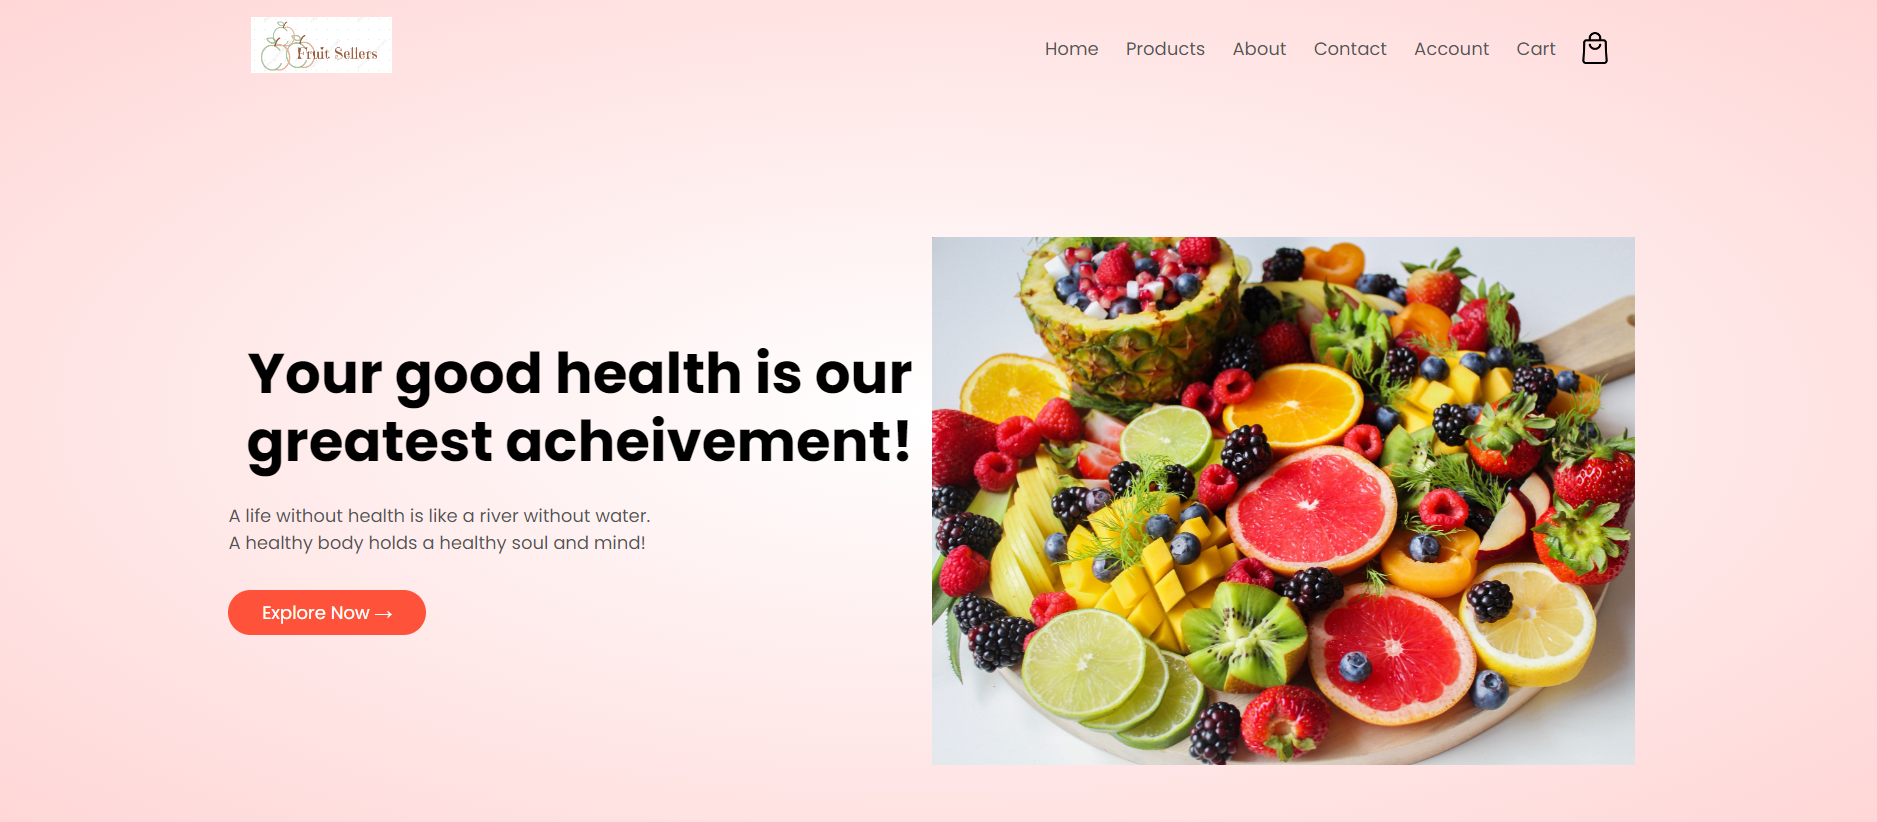 Fruit Sellers
Home Products About Contact Account Cart
Your good health is our
greatest acheivement!
A life without health is like a river without water.
A healthy body holds a healthy soul and mind!
Explore Now →